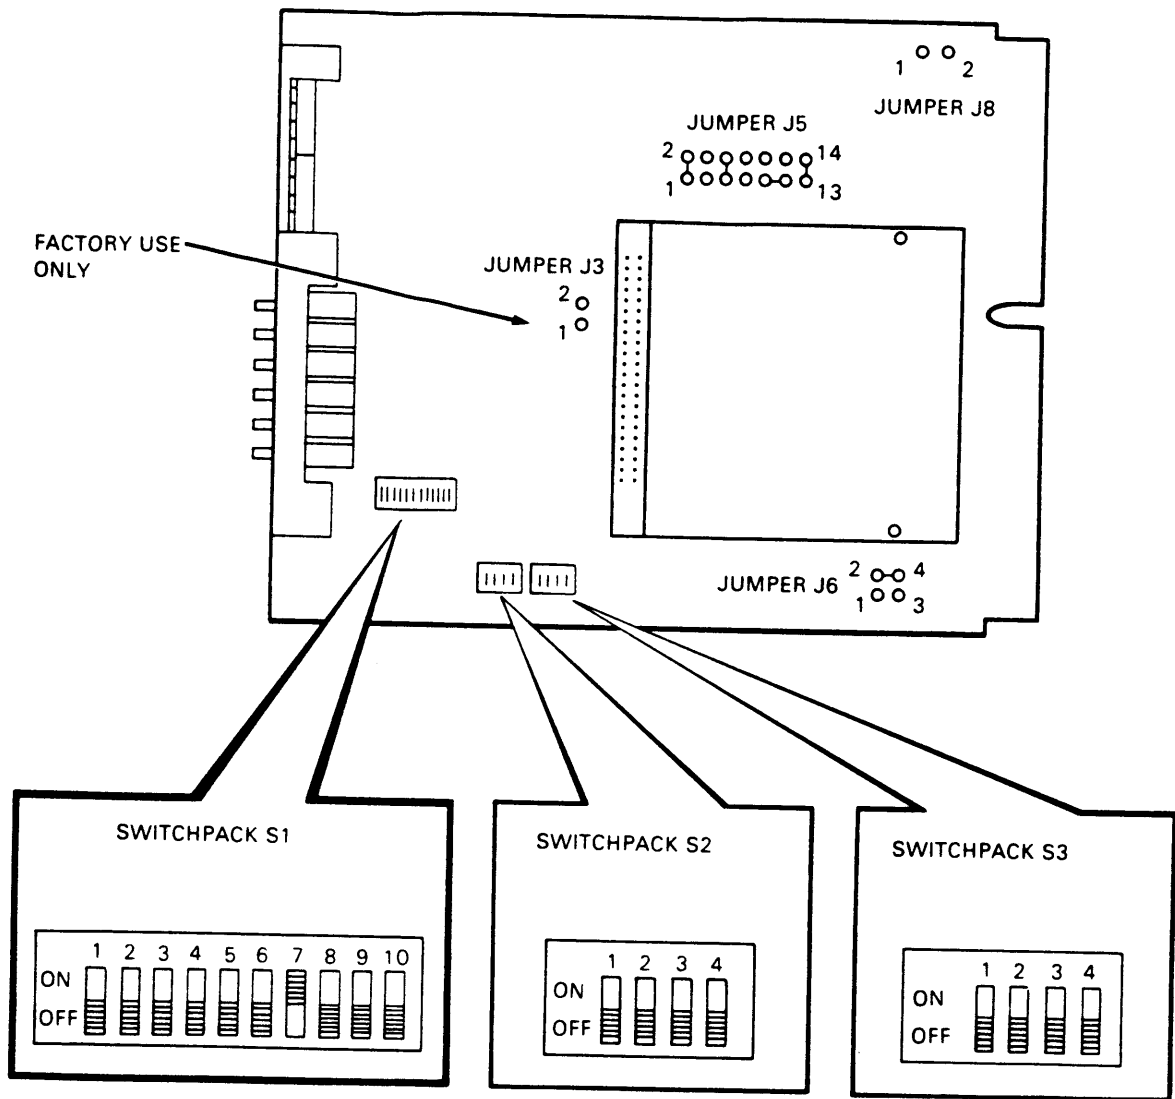 1 2
JUMPER J8
JUMPER J5
2 14
1 13
FACTORY USE
ONLY
JUMPER J3
2
1
JUMPER J6
2 4
1 3
SWITCHPACK S1
1 2 3 4 5 6 7 8 9 10
ON
OFF
SWITCHPACK S2
1 2 3 4
ON
OFF
SWITCHPACK S3
1 2 3 4
ON
OFF